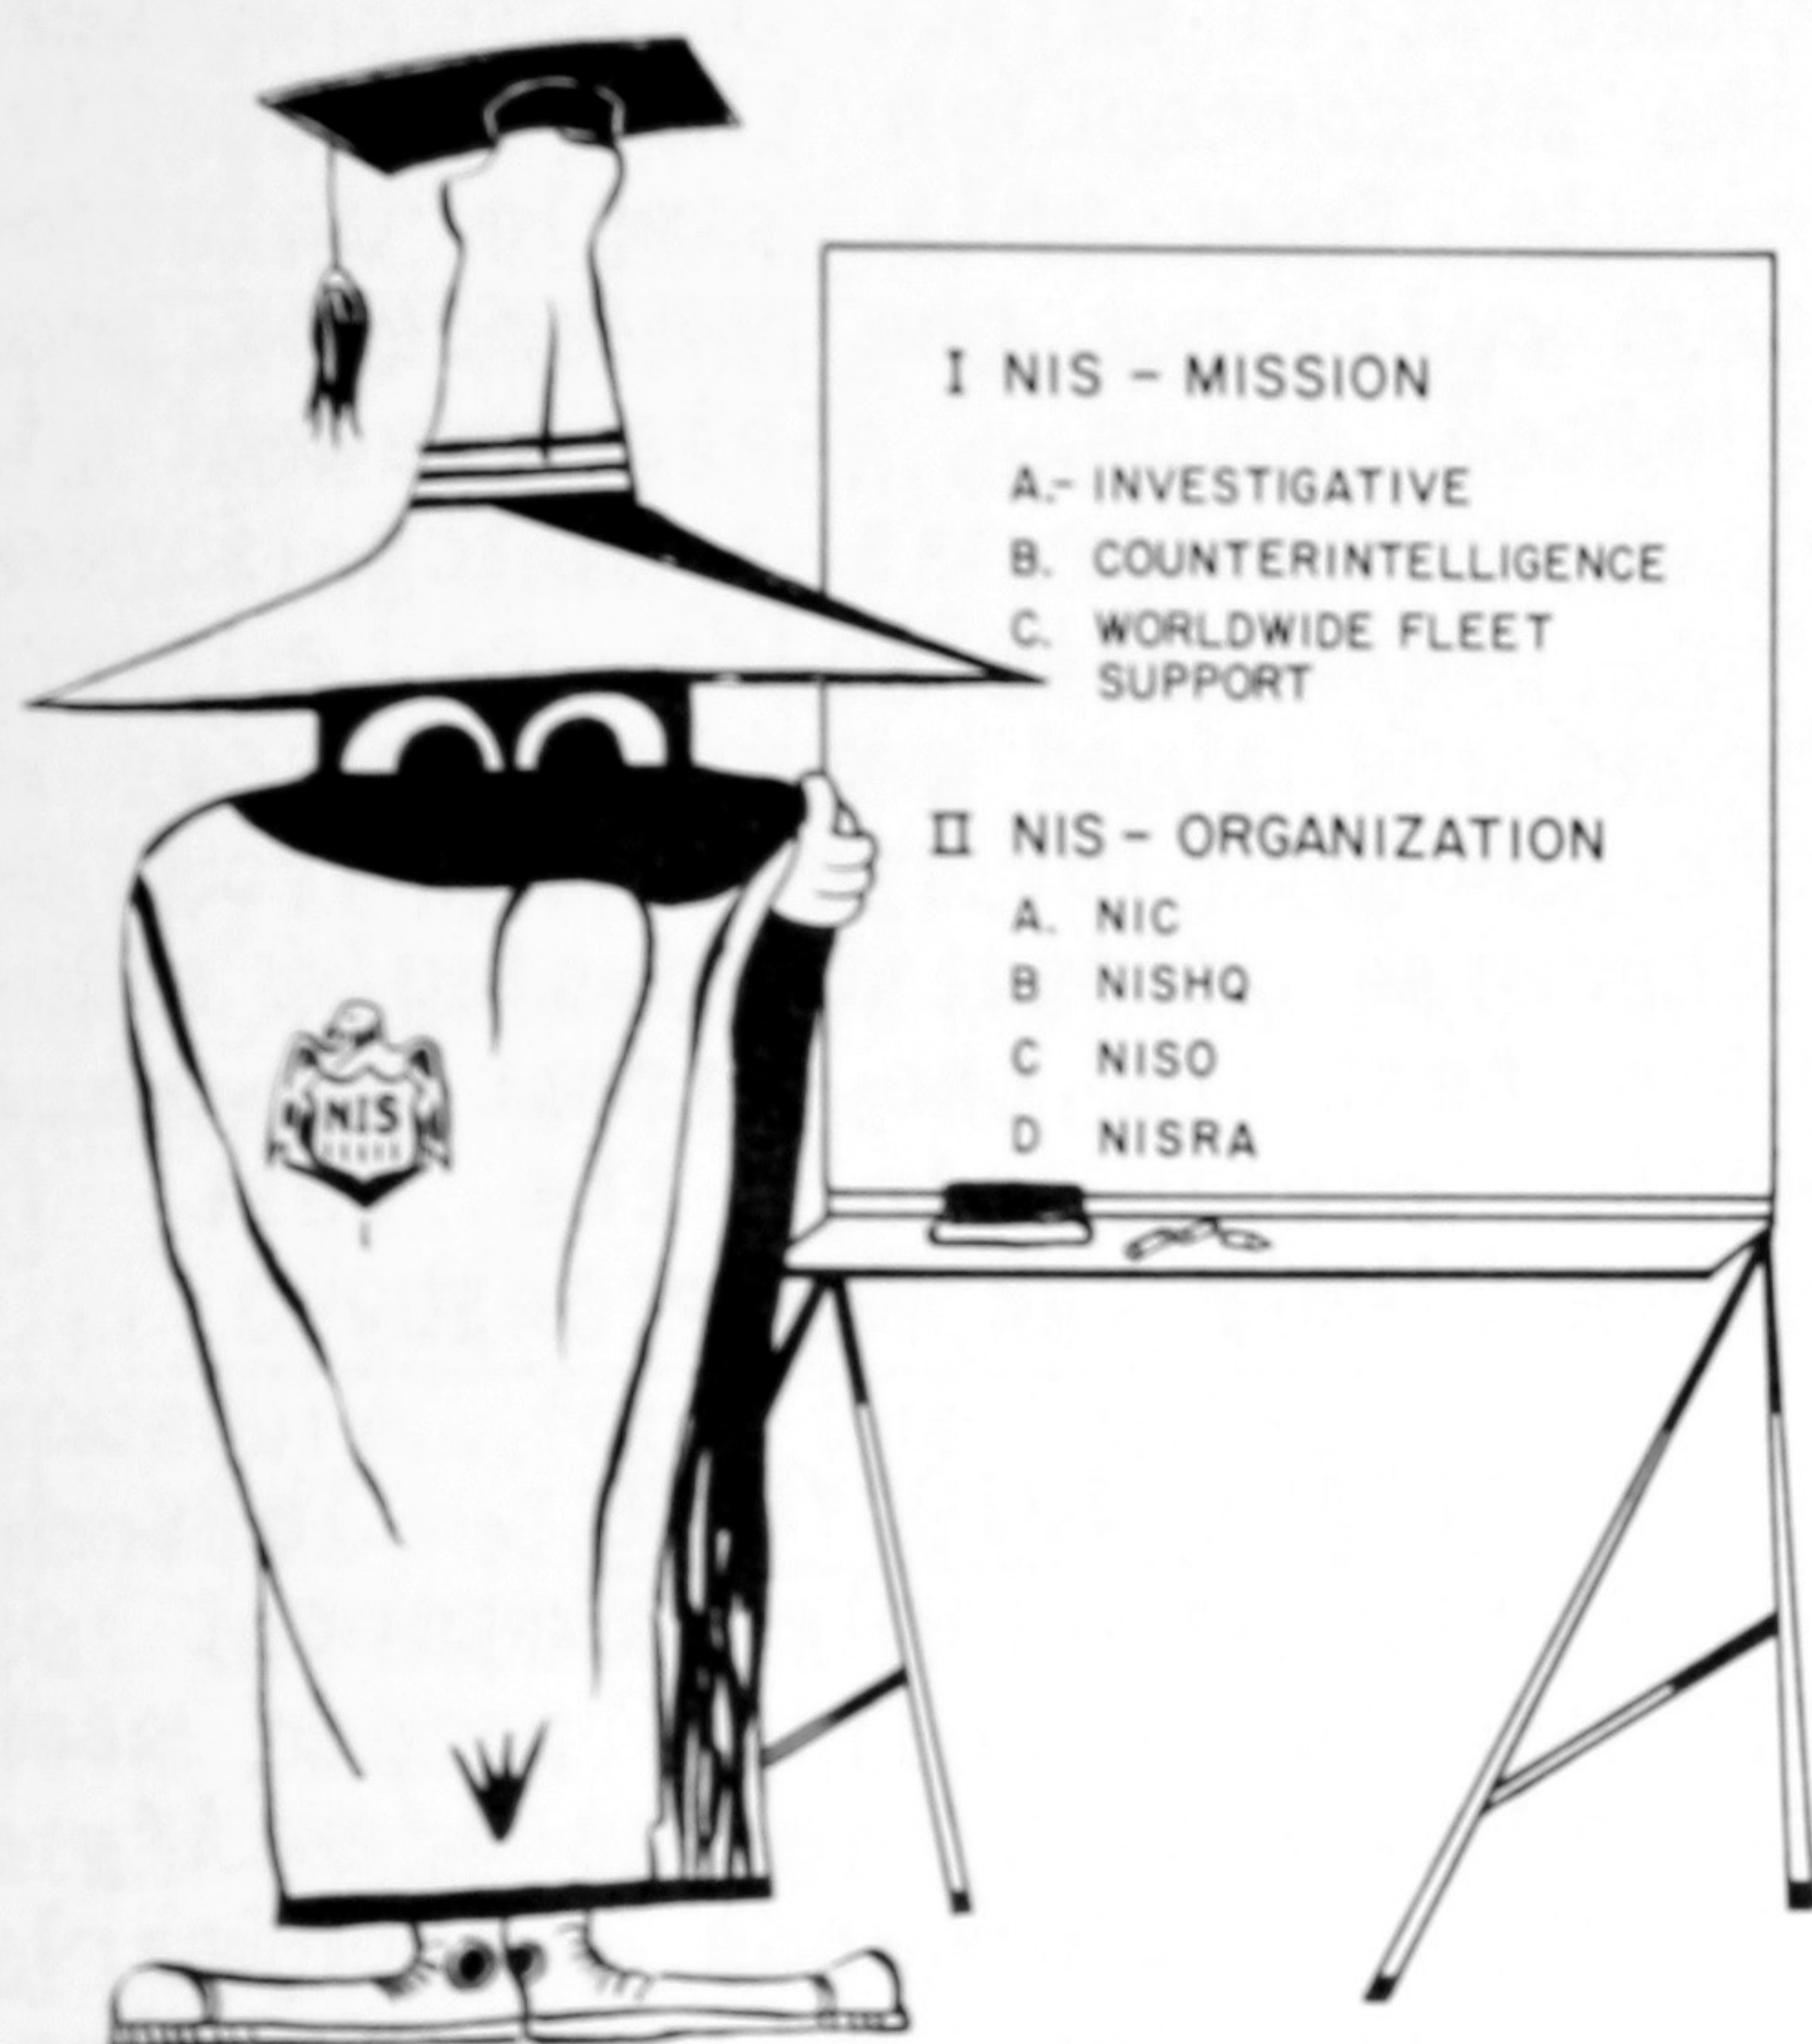 I NIS - MISSION
A.- INVESTIGATIVE
B. COUNTERINTELLIGENCE
C. WORLDWIDE FLEET
SUPPORT
II NIS - ORGANIZATION
A. NIC
B NISHQ
C NISO
D NISRA
NIS